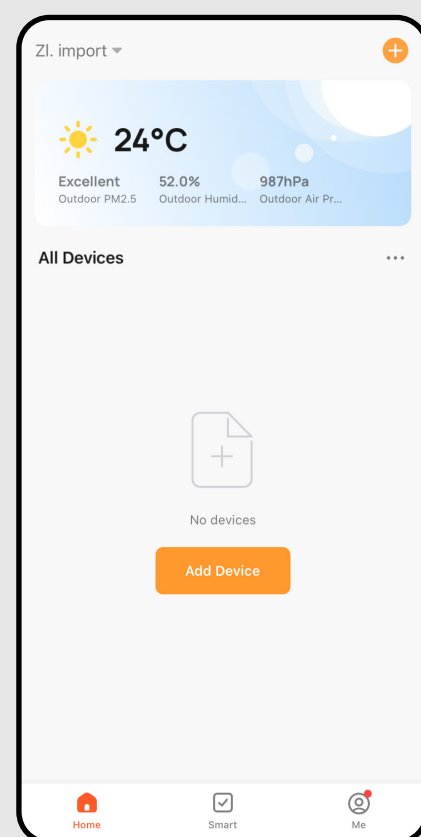 Zl. import
24°C
Excellent 52.0% 987hPa
Outdoor PM2.5 Outdoor Humid... Outdoor Air Pr...
All Devices
No devices
Add Device
Home Smart Me